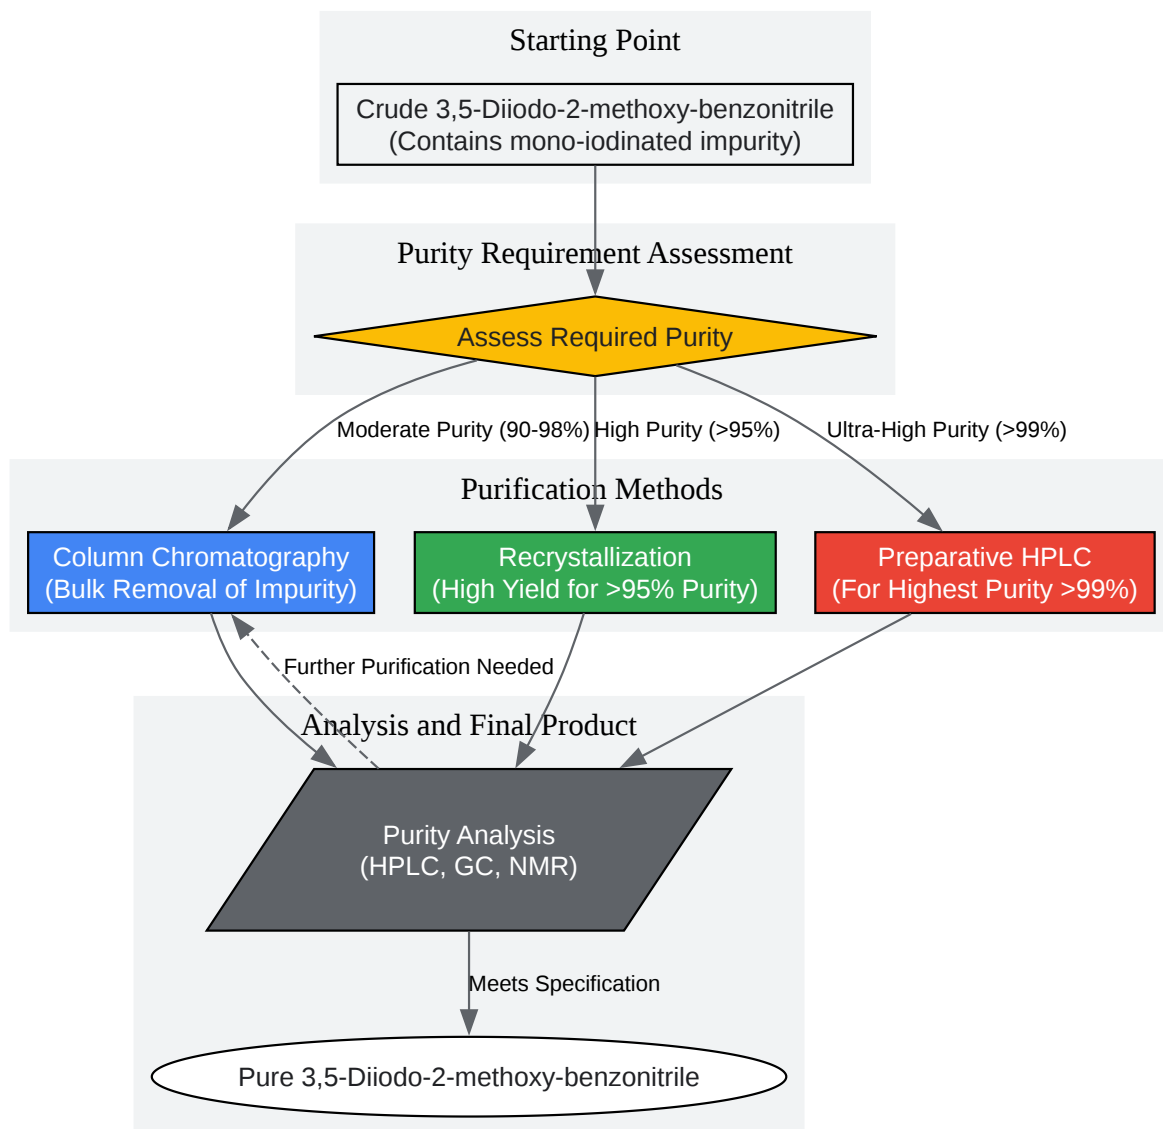 Starting Point
Crude 3,5-Diiodo-2-methoxy-benzonitrile
(Contains mono-iodinated impurity)
Purity Requirement Assessment
Assess Required Purity
Moderate Purity (90-98%)
High Purity (>95%)
Ultra-High Purity (>99%)
Purification Methods
Column Chromatography
(Bulk Removal of Impurity)
Recrystallization
(High Yield for >95% Purity)
Preparative HPLC
(For Highest Purity >99%)
Further Purification Needed
Analysis and Final Product
Purity Analysis
(HPLC, GC, NMR)
Meets Specification
Pure 3,5-Diiodo-2-methoxy-benzonitrile